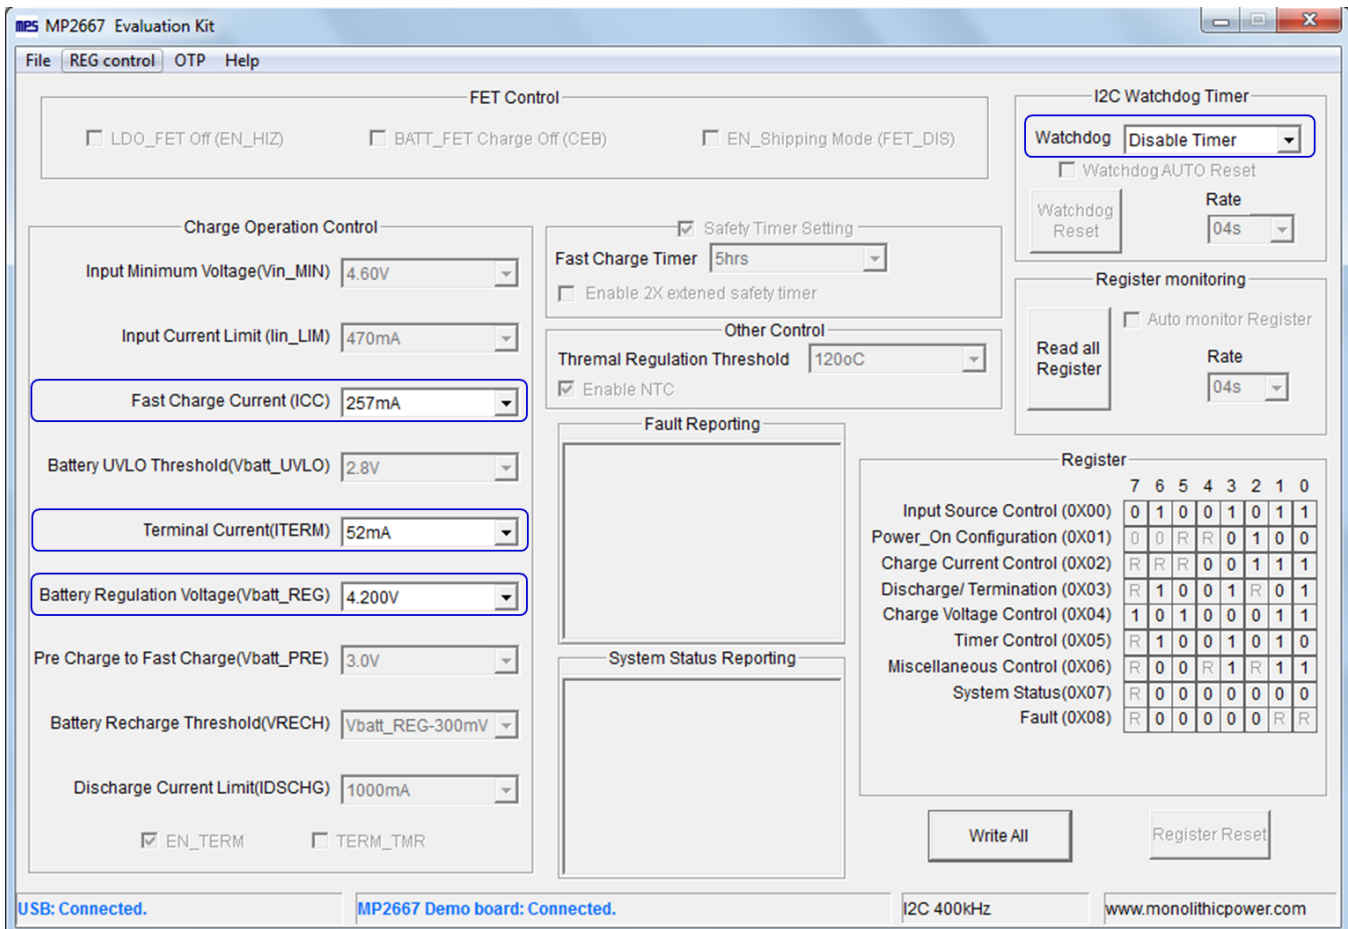 mps MP2667 Evaluation Kit
File REG control OTP Help
FET Control
LDO_FET Off (EN_HIZ) BATT_FET Charge Off (CEB) EN_Shipping Mode (FET_DIS)
I2C Watchdog Timer
Watchdog Disable Timer
Watchdog AUTO Reset
Watchdog Reset
Rate
04s
Charge Operation Control
Input Minimum Voltage(Vin_MIN) 4.60V
Input Current Limit (Iin_LIM) 470mA
Fast Charge Current (ICC) 257mA
Battery UVLO Threshold(Vbatt_UVLO) 2.8V
Terminal Current(ITERM) 52mA
Battery Regulation Voltage(Vbatt_REG) 4.200V
Pre Charge to Fast Charge(Vbatt_PRE) 3.0V
Battery Recharge Threshold(VRECH) Vbatt_REG-300mV
Discharge Current Limit(IDSCHG) 1000mA
EN_TERM TERM_TMR
Safety Timer Setting
Fast Charge Timer 5hrs
Enable 2X extened safety timer
Other Control
Thremal Regulation Threshold 120oC
Enable NTC
Fault Reporting
System Status Reporting
Register monitoring
Read all Register
Auto monitor Register
Rate
04s
Register
7 6 5 4 3 2 1 0
Input Source Control (0X00) 0 1 0 0 1 0 1 1
Power_On Configuration (0X01) 0 0 R R 0 1 0 0
Charge Current Control (0X02) R R R 0 0 1 1 1
Discharge/ Termination (0X03) R 1 0 0 1 R 0 1
Charge Voltage Control (0X04) 1 0 1 0 0 0 1 1
Timer Control (0X05) R 1 0 0 1 0 1 0
Miscellaneous Control (0X06) R 0 0 R 1 R 1 1
System Status(0X07) R 0 0 0 0 0 0 0
Fault (0X08) R 0 0 0 0 0 R R
Write All Register Reset
USB: Connected. MP2667 Demo board: Connected. I2C 400kHz www.monolithicpower.com